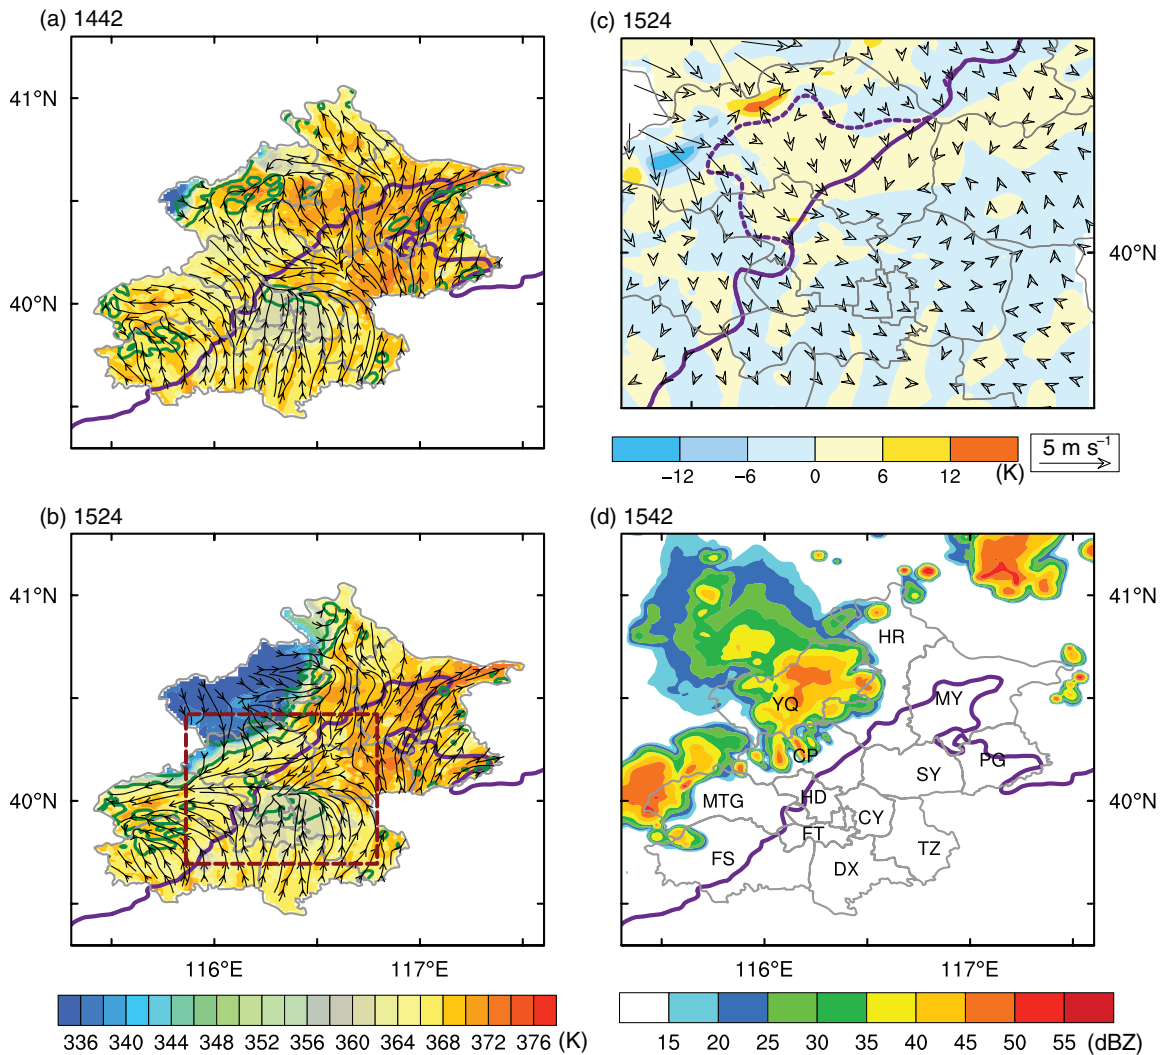 (a) 1442
(c) 1524
41°N
40°N
40°N
−12 −6 0 6 12 (K)
5 m s⁻¹
(b) 1524
(d) 1542
41°N
40°N
41°N
40°N
HR
YQ
MY
CP
PG
SY
MTG
HD
CY
FT
TZ
FS
DX
116°E 117°E
116°E 117°E
336 340 344 348 352 356 360 364 368 372 376 (K)
15 20 25 30 35 40 45 50 55 (dBZ)